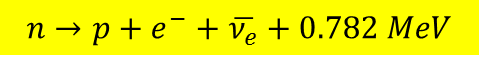 n → p + e⁻ + ν̅ₑ + 0.782 MeV